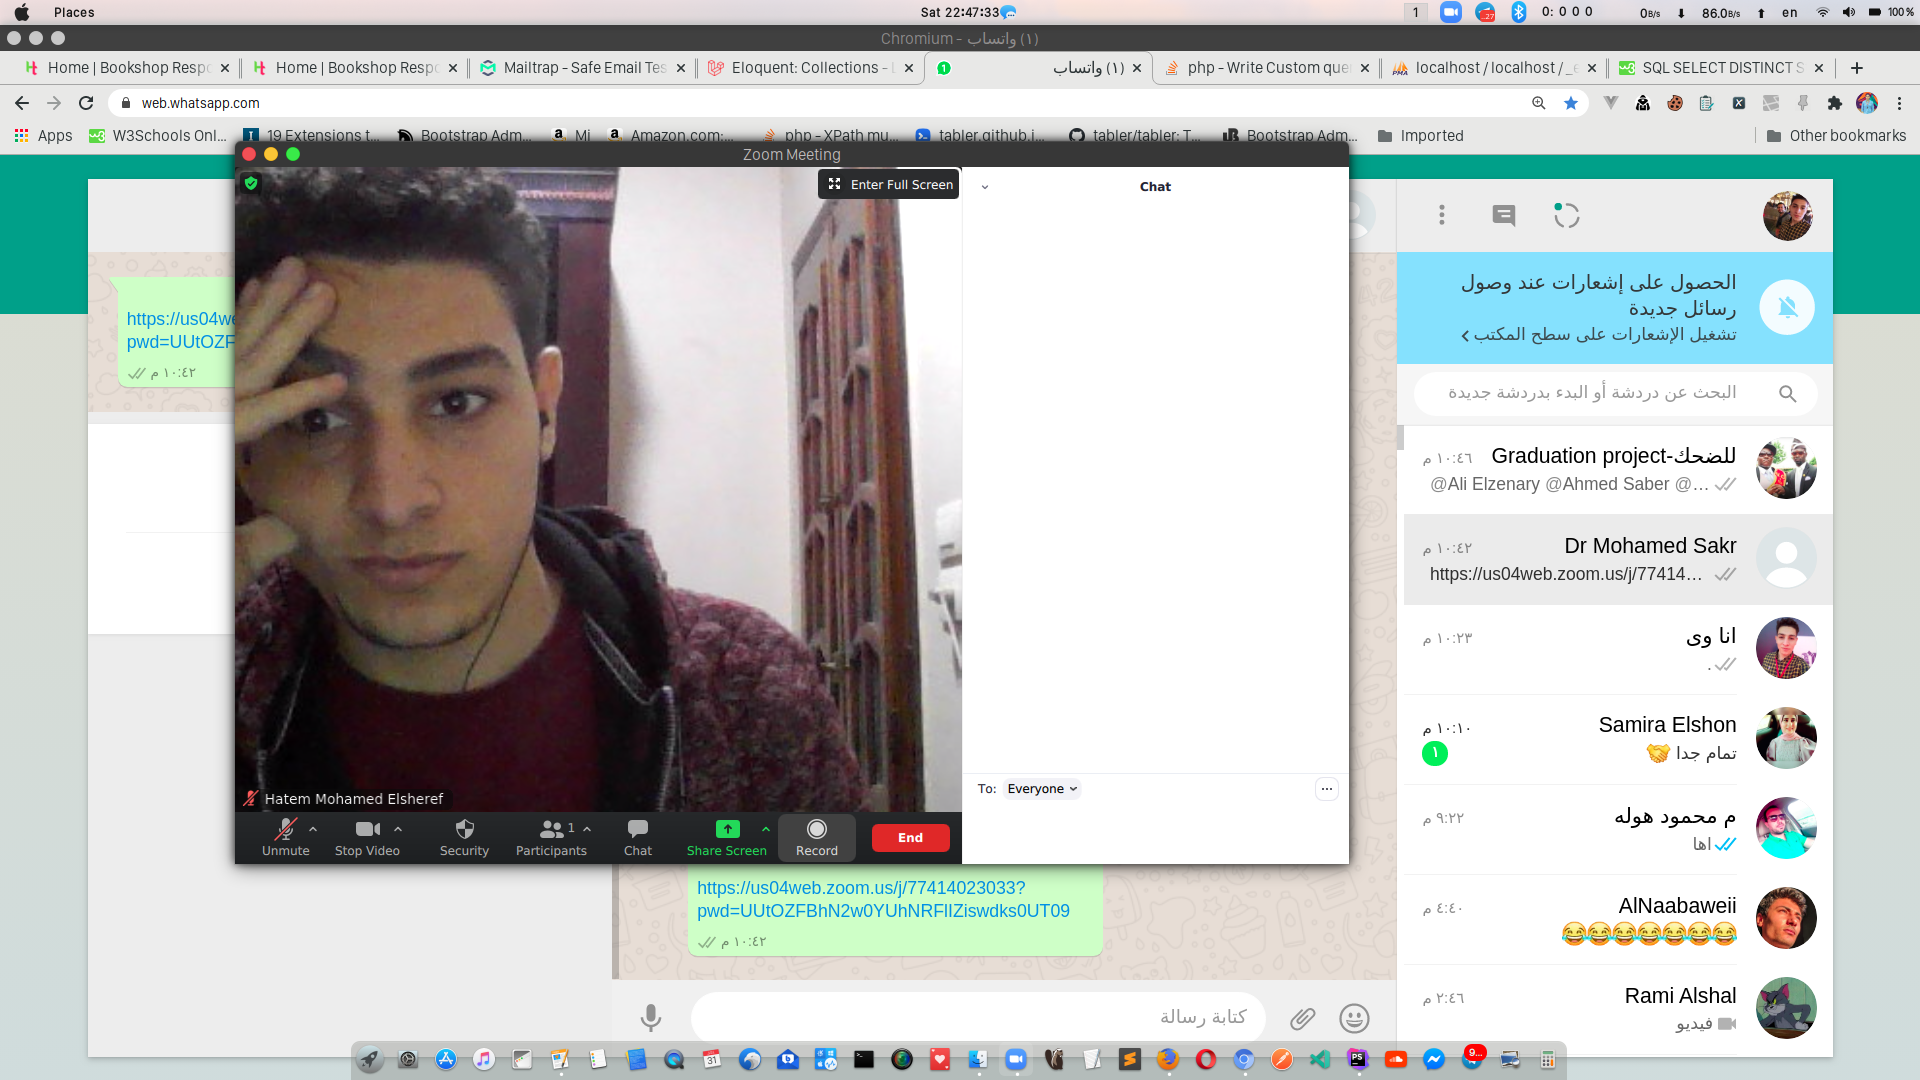 Places
Sat 22:47:33
1
27
0: 0 0 0
0B/s
86.0B/s
en
100%
Chromium - واتساب (١)
Home | Bookshop Respo
Home | Bookshop Respo
Mailtrap - Safe Email Tes
Eloquent: Collections - L
واتساب (١)
php - Write Custom que
localhost / localhost / _e
SQL SELECT DISTINCT S
web.whatsapp.com
Apps
W3Schools Onl...
19 Extensions t...
Bootstrap Adm...
Mi
Amazon.com:...
php - XPath mu...
tabler.github.i...
tabler/tabler: T...
Bootstrap Adm...
Imported
Other bookmarks
Zoom Meeting
Enter Full Screen
Chat
Hatem Mohamed Elsheref
To: Everyone
Unmute
Stop Video
Security
1
Participants
Chat
Share Screen
Record
End
https://us04we
pwd=UUtOZF
١٠:٤٢ م
https://us04web.zoom.us/j/77414023033?
pwd=UUtOZFBhN2w0YUhNRFlIZiswdks0UT09
١٠:٤٢ م
كتابة رسالة
الحصول على إشعارات عند وصول
رسائل جديدة
تشغيل الإشعارات على سطح المكتب
البحث عن دردشة أو البدء بدردشة جديدة
Graduation project-للضحك
١٠:٤٦ م
@Ali Elzenary @Ahmed Saber @...
Dr Mohamed Sakr
١٠:٤٢ م
https://us04web.zoom.us/j/77414...
انا وى
١٠:٢٣ م
.
Samira Elshon
١٠:١٠ م
تمام جدا 🤝
١
م محمود هوله
٩:٢٢ م
اها
AlNaabaweii
٤:٤٠ م
😂😂😂😂😂😂😂
Rami Alshal
٢:٤٦ م
فيديو
31
PS
9...